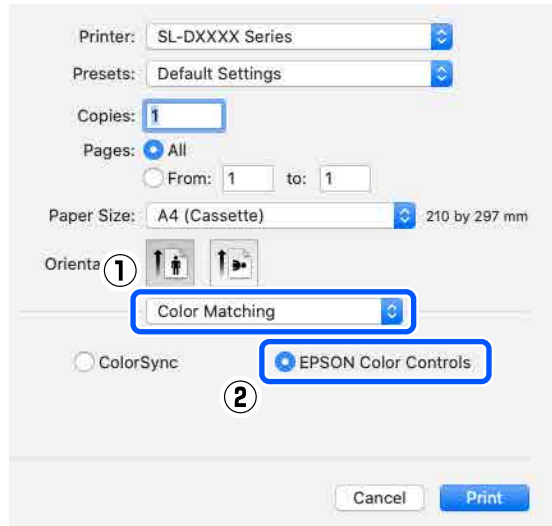 Printer: SL-DXXXX Series
Presets: Default Settings
Copies: 1
Pages: All
From: 1 to: 1
Paper Size: A4 (Cassette) 210 by 297 mm
Orienta
①
Color Matching
ColorSync EPSON Color Controls
②
Cancel Print